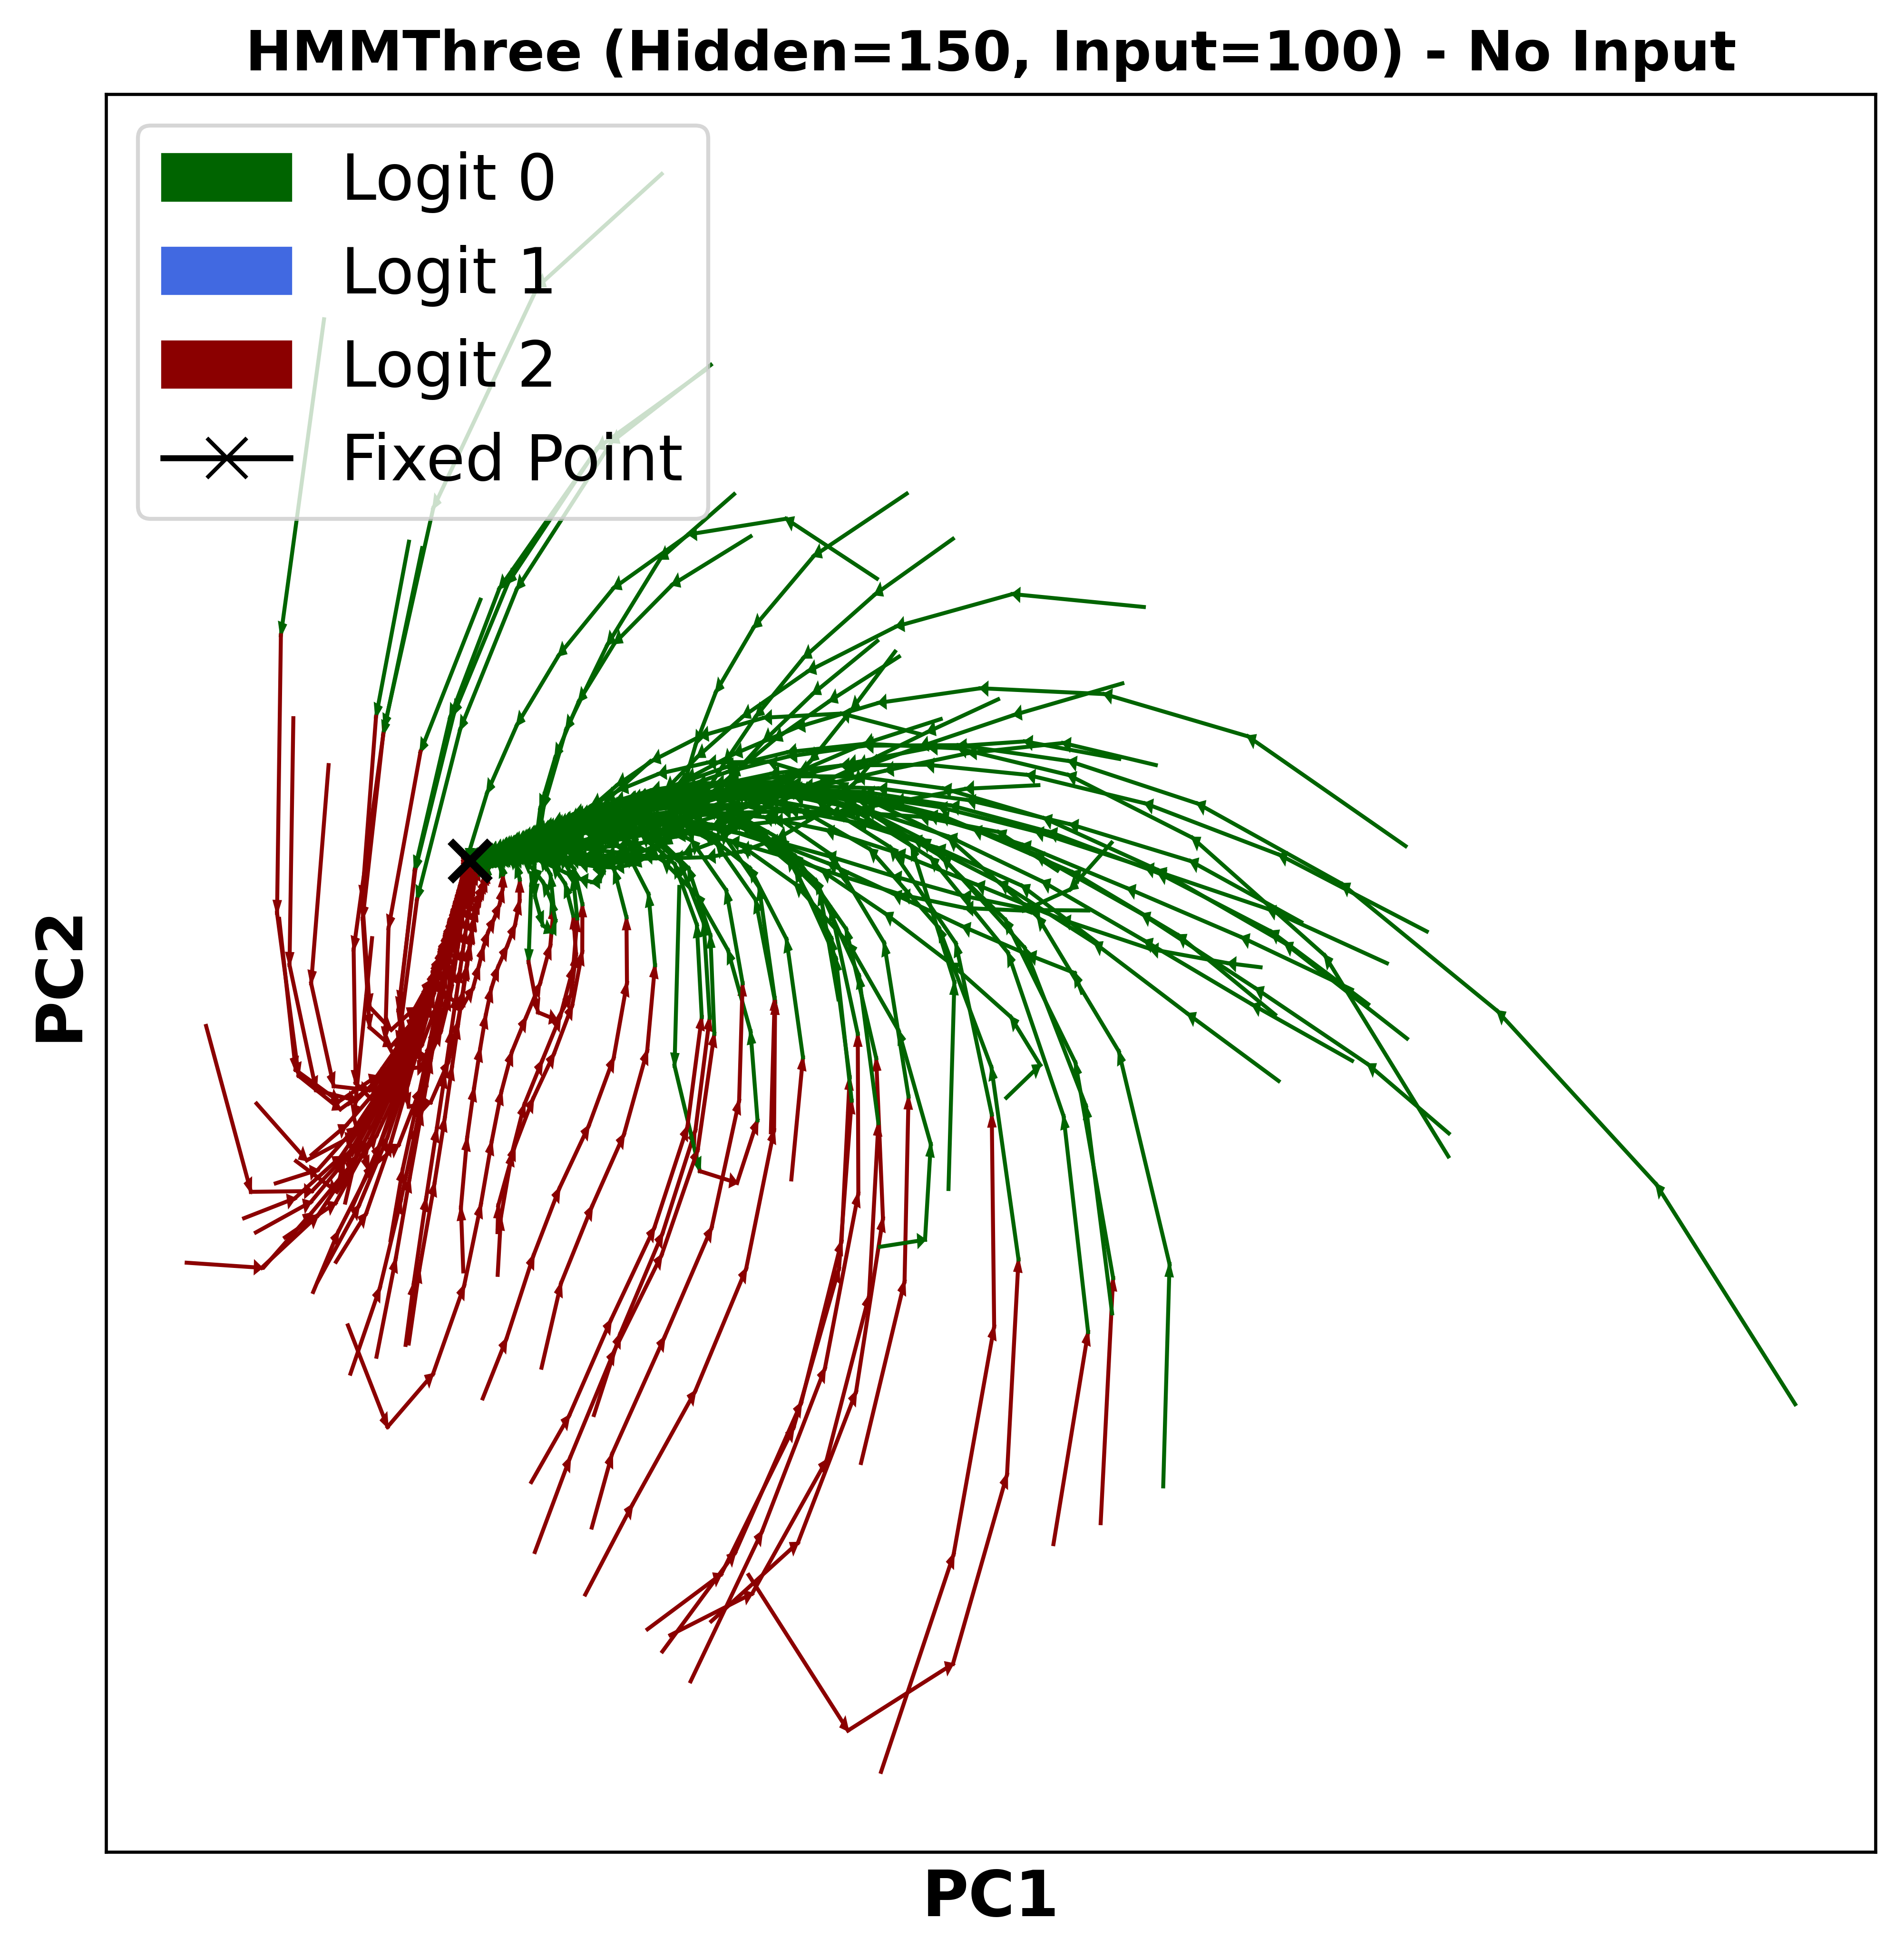 HMMThree (Hidden=150, Input=100) - No Input
Logit 0
Logit 1
Logit 2
Fixed Point
PC2
PC1